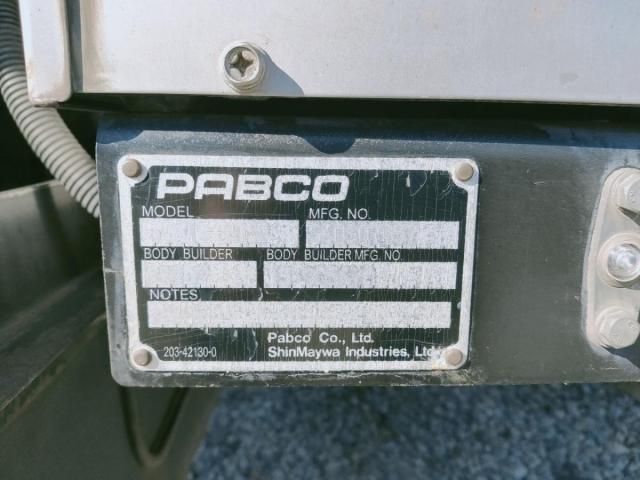 PABCO
MODEL MFG. NO.
BODY BUILDER BODY BUILDER MFG. NO.
NOTES
Pabco Co., Ltd.
203-42130-0 ShinMaywa Industries, Ltd.